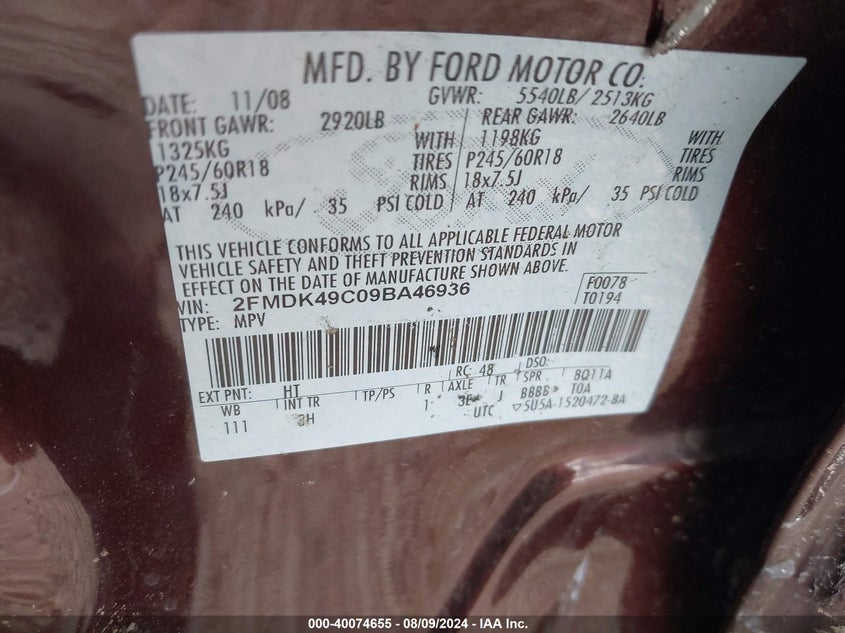 MFD. BY FORD MOTOR CO.
DATE: 11/08 GVWR: 5540LB/ 2513KG
FRONT GAWR: 2920LB REAR GAWR: 2640LB
1325KG WITH 1198KG WITH
P245/60R18 TIRES P245/60R18 TIRES
18x7.5J RIMS 18x7.5J RIMS
AT 240 kPa/ 35 PSI COLD AT 240 kPa/ 35 PSI COLD
THIS VEHICLE CONFORMS TO ALL APPLICABLE FEDERAL MOTOR
VEHICLE SAFETY AND THEFT PREVENTION STANDARDS IN
EFFECT ON THE DATE OF MANUFACTURE SHOWN ABOVE.
VIN: 2FMDK49C09BA46936 F0078
TYPE: MPV T0194
EXT PNT: HT RC: 48 DSO:
WB INT TR TP/PS R AXLE TR SPR 8Q11A
111 3H 1 J BBBB T0A
UTC ▽5U5A-1520472-BA
000-40074655 - 08/09/2024 - IAA Inc.